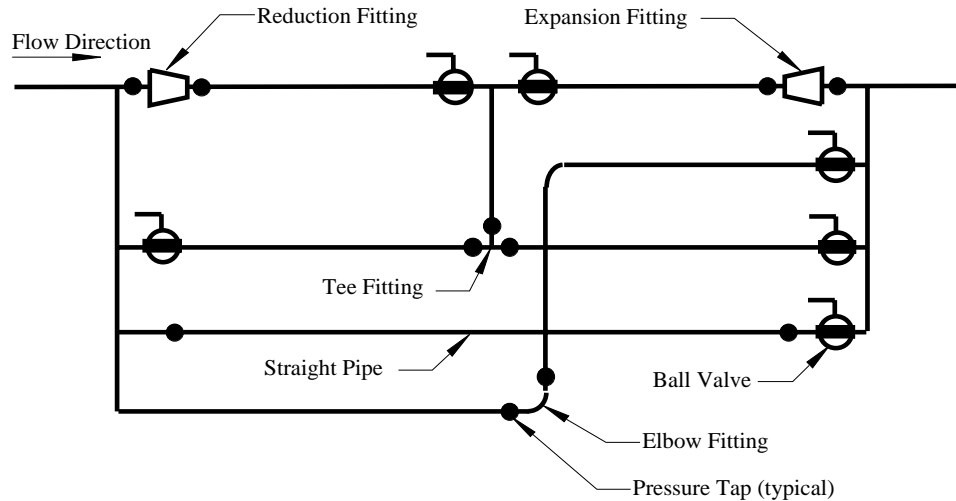 Reduction Fitting
Expansion Fitting
Flow Direction
Tee Fitting
Straight Pipe
Ball Valve
Elbow Fitting
Pressure Tap (typical)